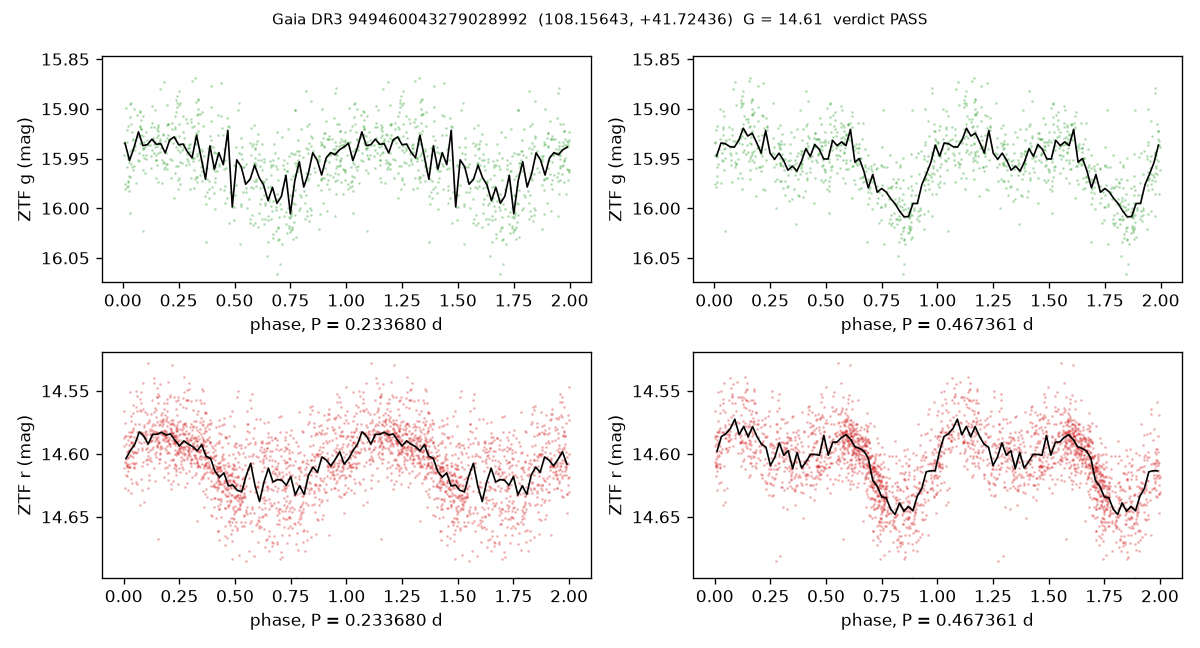 Gaia DR3 949460043279028992 (108.15643, +41.72436) G = 14.61 verdict PASS
15.85
15.90
15.95
16.00
16.05
ZTF g (mag)
0.00 0.25 0.50 0.75 1.00 1.25 1.50 1.75 2.00
phase, P = 0.233680 d
15.85
15.90
15.95
16.00
16.05
ZTF g (mag)
0.00 0.25 0.50 0.75 1.00 1.25 1.50 1.75 2.00
phase, P = 0.467361 d
14.55
14.60
14.65
ZTF r (mag)
0.00 0.25 0.50 0.75 1.00 1.25 1.50 1.75 2.00
phase, P = 0.233680 d
14.55
14.60
14.65
ZTF r (mag)
0.00 0.25 0.50 0.75 1.00 1.25 1.50 1.75 2.00
phase, P = 0.467361 d